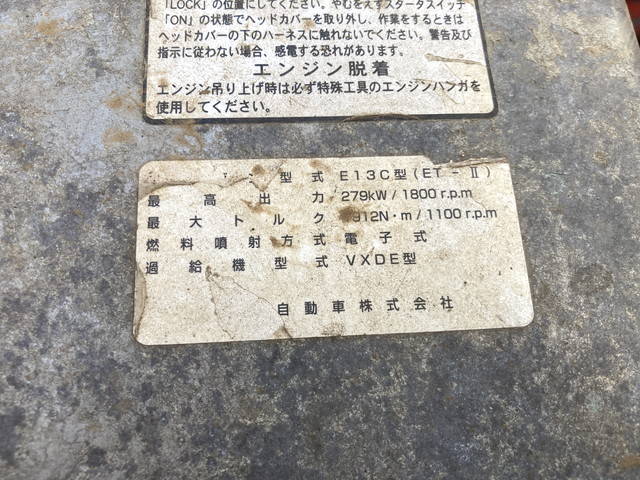 「LOCK」の位置にしてください。やむをえずスタータスイッチ
「ON」の状態でヘッドカバーを取り外し、作業をするときは
ヘッドカバーの下のハーネスに触れないでください。警告及び
指示に従わない場合、感電する恐れがあります。
エンジン脱着
エンジン吊り上げ時は必ず特殊工具のエンジンハンガを
使用してください。
型式 E13C型(ET-Ⅱ)
最高出力 279kW/1800r.p.m
最大トルク 912N·m/1100r.p.m
燃料噴射方式 電子式
過給機型式 VXDE型
自動車株式会社